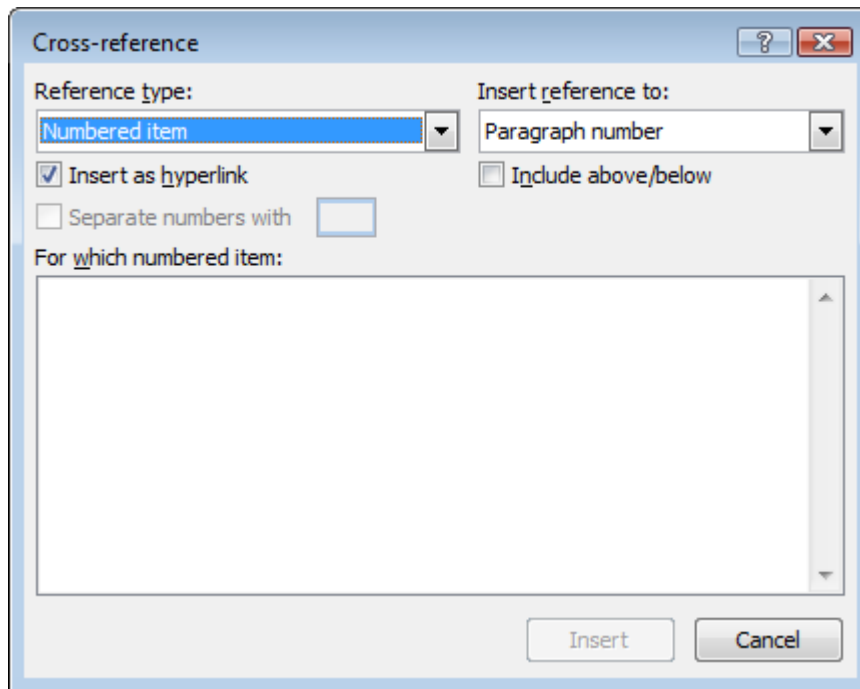 Cross-reference
Reference type:
Insert reference to:
Numbered item
Paragraph number
Insert as hyperlink
Include above/below
Separate numbers with
For which numbered item:
Insert
Cancel